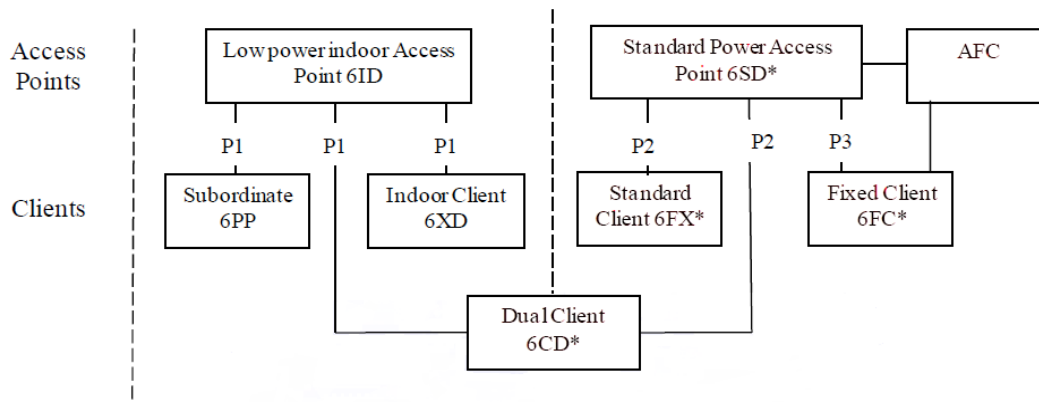 Access
Points
Low power indoor Access
Point 6ID
Standard Power Access
Point 6SD*
AFC
P1
P1
P1
P2
P2
P3
Clients
Subordinate
6PP
Indoor Client
6XD
Standard
Client 6FX*
Fixed Client
6FC*
Dual Client
6CD*